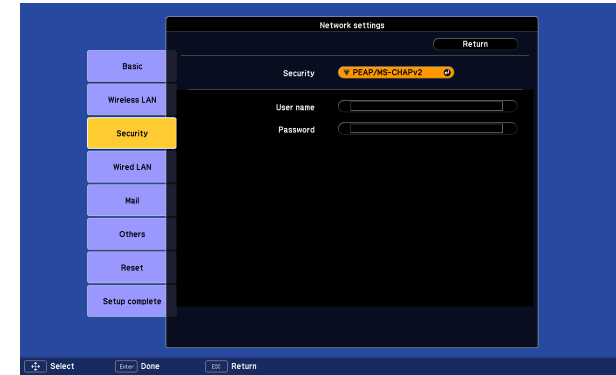 Network settings
Return
Basic
Security ▼ PEAP/MS-CHAPv2
Wireless LAN
User name
Security
Password
Wired LAN
Mail
Others
Reset
Setup complete
Select Enter Done ESC Return